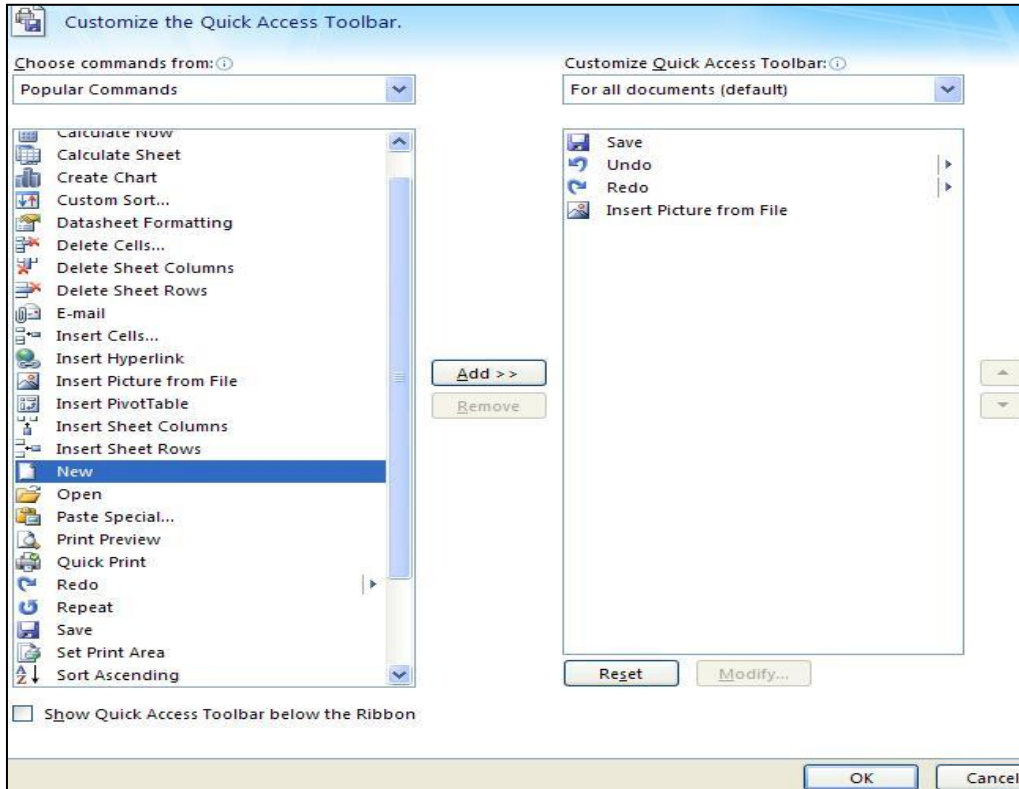 Customize the Quick Access Toolbar.
Choose commands from:
Customize Quick Access Toolbar:
Popular Commands
For all documents (default)
Calculate Now
Calculate Sheet
Create Chart
Custom Sort...
Datasheet Formatting
Delete Cells...
Delete Sheet Columns
Delete Sheet Rows
E-mail
Insert Cells...
Insert Hyperlink
Insert Picture from File
Insert PivotTable
Insert Sheet Columns
Insert Sheet Rows
New
Open
Paste Special...
Print Preview
Quick Print
Redo
Repeat
Save
Set Print Area
Sort Ascending
Add >>
Remove
Save
Undo
Redo
Insert Picture from File
Reset
Modify...
Show Quick Access Toolbar below the Ribbon
OK
Cancel